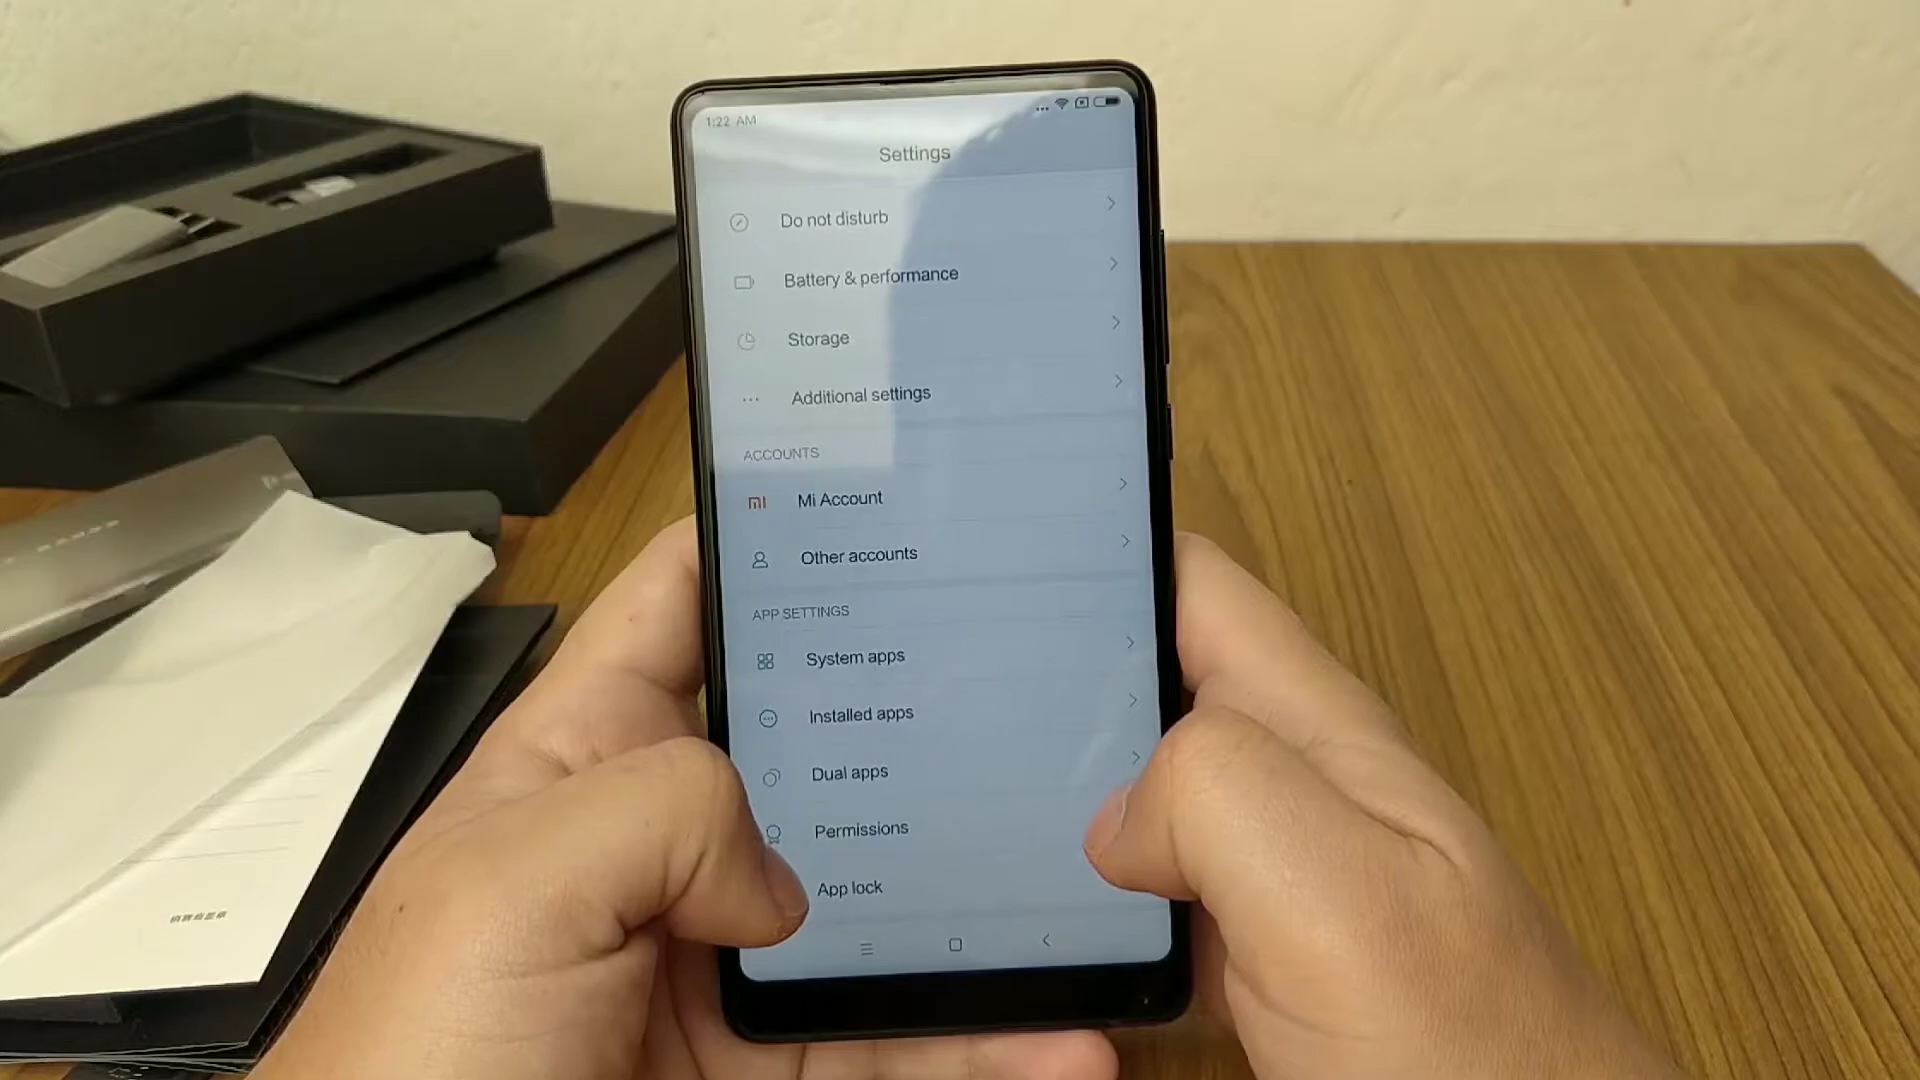 1:22 AM
Settings
Do not disturb
Battery & performance
Storage
Additional settings
ACCOUNTS
Mi Account
Other accounts
APP SETTINGS
System apps
Installed apps
Dual apps
Permissions
App lock